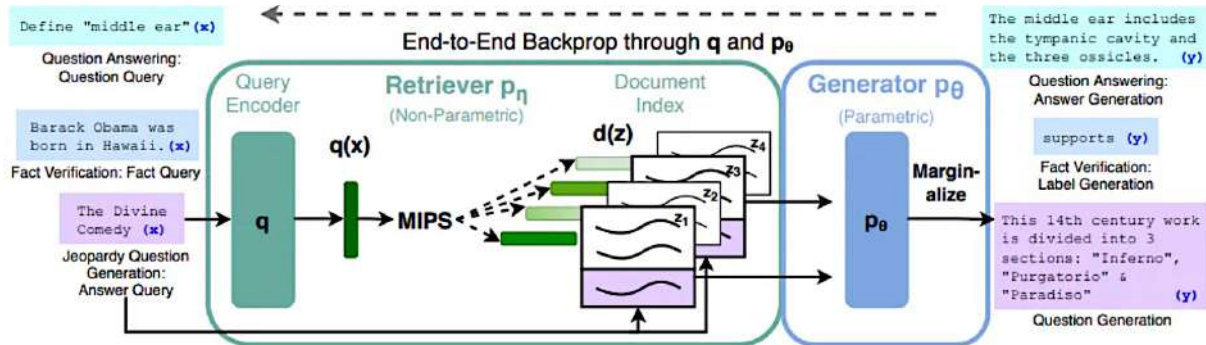 Define "middle ear" (x)
Question Answering:
Question Query
Barack Obama was
born in Hawaii. (x)
Fact Verification: Fact Query
The Divine
Comedy (x)
Jeopardy Question
Generation:
Answer Query
End-to-End Backprop through q and pθ
Query
Encoder
q
Retriever pη
(Non-Parametric)
q(x)
MIPS
Document
Index
d(z)
z4
z3
z2
z1
Generator pθ
(Parametric)
pθ
Margin-
alize
The middle ear includes
the tympanic cavity and
the three ossicles. (y)
Question Answering:
Answer Generation
supports (y)
Fact Verification:
Label Generation
This 14th century work
is divided into 3
sections: "Inferno",
"Purgatorio" &
"Paradiso" (y)
Question Generation